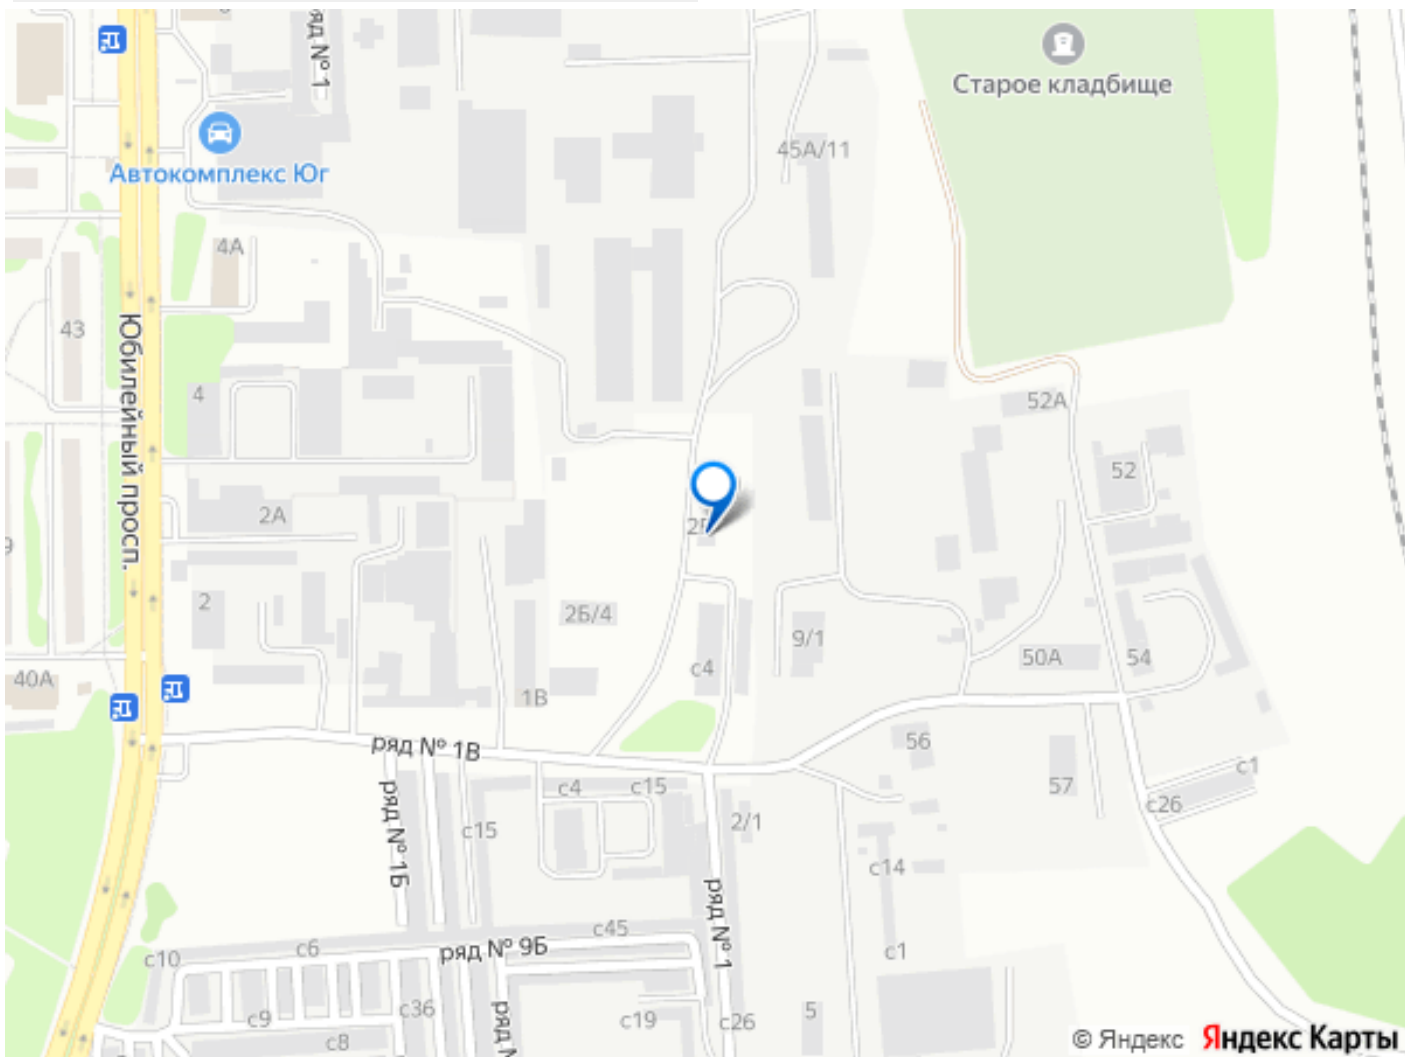 ряд № 1
Старое кладбище
45А/11
Автокомплекс Юг
4А
43
Юбилейный просп.
4
52А
52
2А
2
2Б/4
9/1
с4
50А
54
40А
1В
ряд № 1В
56
57
с1
с26
с4
с15
ряд № 1Б
с15
2/1
с14
ряд № 1
с45
с6
ряд № 9Б
с10
с1
с36
с9
с19
с26
5
с8
© Яндекс Яндекс Карты